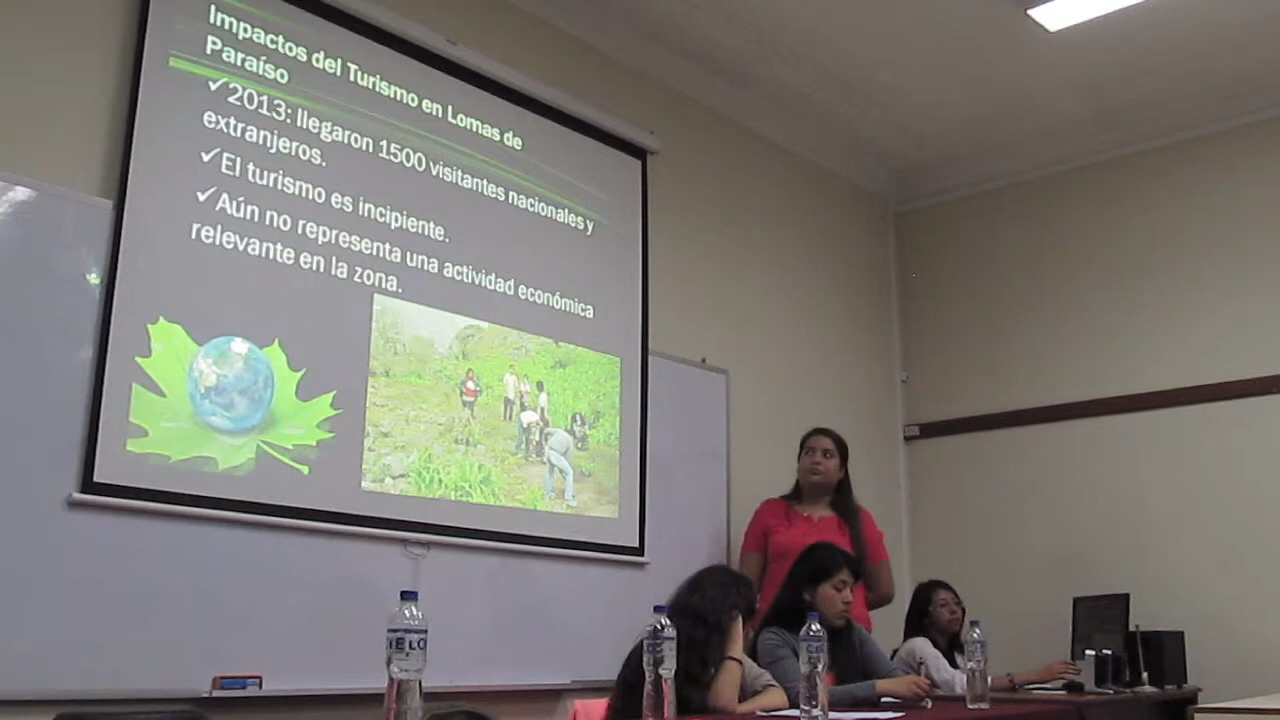 Impactos del Turismo en Lomas de
Paraíso
✓2013: llegaron 1500 visitantes nacionales y
extranjeros.
✓El turismo es incipiente.
✓Aún no representa una actividad económica
relevante en la zona.
CIELO